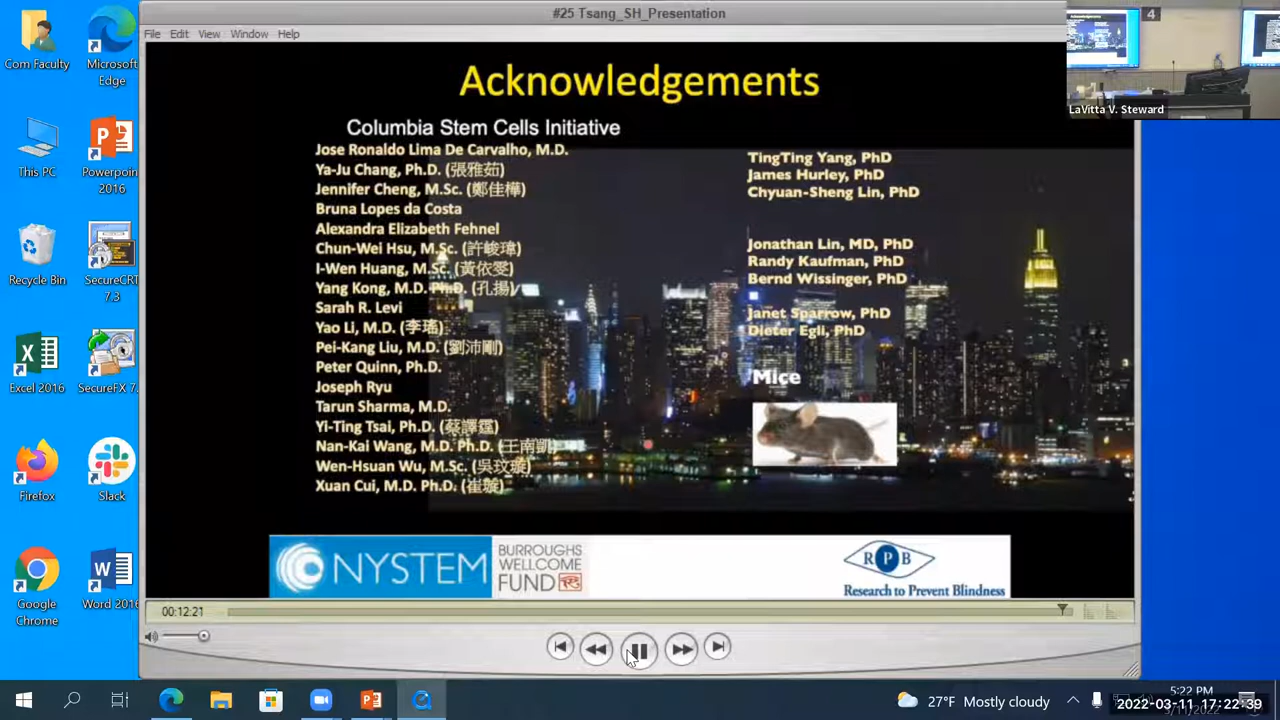 #25 Tsang_SH_Presentation
File Edit View Window Help
Acknowledgements
Columbia Stem Cells Initiative
Jose Ronaldo Lima De Carvalho, M.D.
Ya-Ju Chang, Ph.D. (張雅茹)
Jennifer Cheng, M.Sc. (鄭佳樺)
Bruna Lopes da Costa
Alexandra Elizabeth Fehnel
Chun-Wei Hsu, M.Sc. (許峻瑋)
I-Wen Huang, M.Sc. (黃依雯)
Yang Kong, M.D. Ph.D. (孔揚)
Sarah R. Levi
Yao Li, M.D. (李瑤)
Pei-Kang Liu, M.D. (劉沛剛)
Peter Quinn, Ph.D.
Joseph Ryu
Tarun Sharma, M.D.
Yi-Ting Tsai, Ph.D. (蔡譯霆)
Nan-Kai Wang, M.D. Ph.D. (王南凱)
Wen-Hsuan Wu, M.Sc. (吳玟璇)
Xuan Cui, M.D. Ph.D. (崔璇)
TingTing Yang, PhD
James Hurley, PhD
Chyuan-Sheng Lin, PhD
Jonathan Lin, MD, PhD
Randy Kaufman, PhD
Bernd Wissinger, PhD
Janet Sparrow, PhD
Dieter Egli, PhD
Mice
NYSTEM
BURROUGHS
WELLCOME
FUND
RPB
Research to Prevent Blindness
00:12:21
4
LaVitta V. Steward
Com Faculty
Microsoft
Edge
This PC
Powerpoin
2016
Recycle Bin
SecureCRT
7.3
Excel 2016
SecureFX 7.
Firefox
Slack
Google
Chrome
Word 2016
27°F Mostly cloudy
5:22 PM
2022-03-11 17:22:39